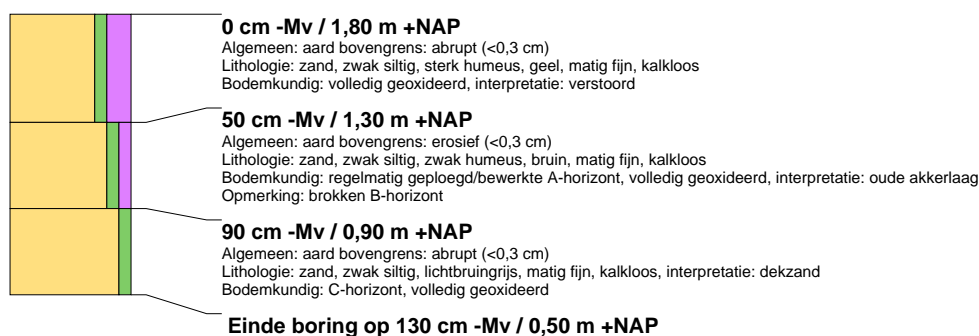 0 cm -Mv / 1,80 m +NAP
Algemeen: aard bovengrens: abrupt (<0,3 cm)
Lithologie: zand, zwak siltig, sterk humeus, geel, matig fijn, kalkloos
Bodemkundig: volledig geoxideerd, interpretatie: verstoord
50 cm -Mv / 1,30 m +NAP
Algemeen: aard bovengrens: erosief (<0,3 cm)
Lithologie: zand, zwak siltig, zwak humeus, bruin, matig fijn, kalkloos
Bodemkundig: regelmatig geploegd/bewerkte A-horizont, volledig geoxideerd, interpretatie: oude akkerlaag
Opmerking: brokken B-horizont
90 cm -Mv / 0,90 m +NAP
Algemeen: aard bovengrens: abrupt (<0,3 cm)
Lithologie: zand, zwak siltig, lichtbruingrijs, matig fijn, kalkloos, interpretatie: dekzand
Bodemkundig: C-horizont, volledig geoxideerd
Einde boring op 130 cm -Mv / 0,50 m +NAP